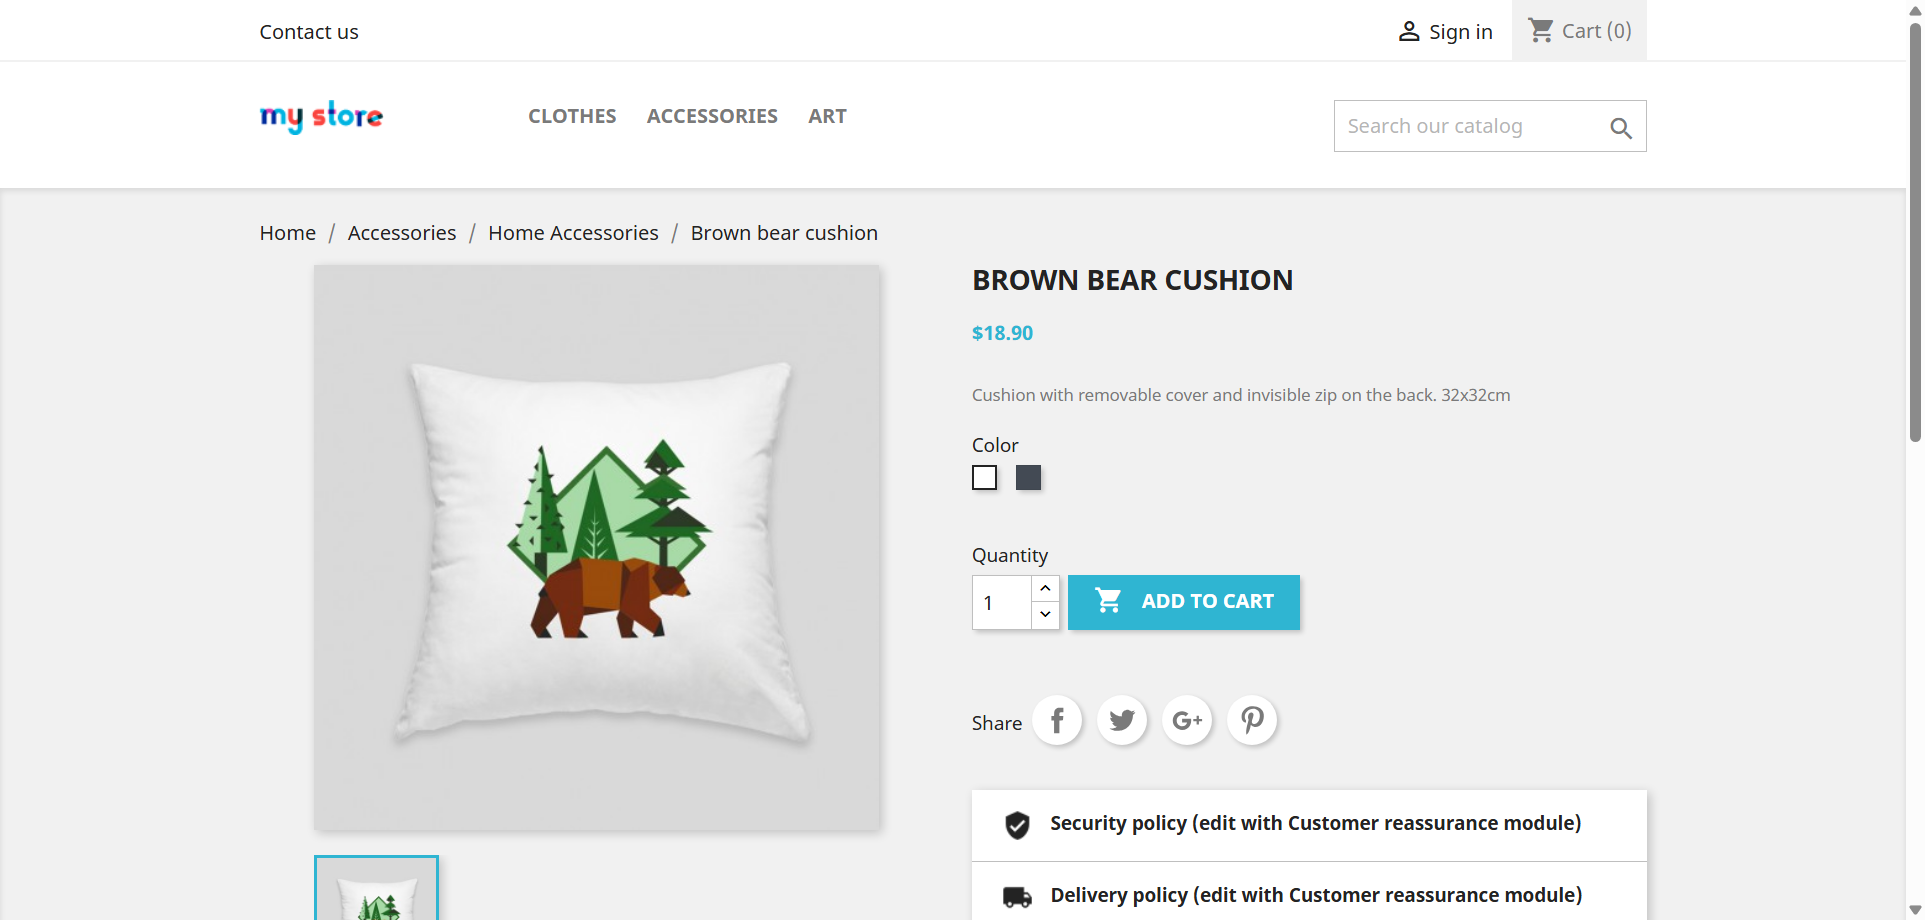 Contact us
Sign in
Cart (0)
my store
CLOTHES
ACCESSORIES
ART
Search our catalog
Home / Accessories / Home Accessories / Brown bear cushion
BROWN BEAR CUSHION
$18.90
Cushion with removable cover and invisible zip on the back. 32x32cm
Color
Quantity
1
ADD TO CART
Share
Security policy (edit with Customer reassurance module)
Delivery policy (edit with Customer reassurance module)